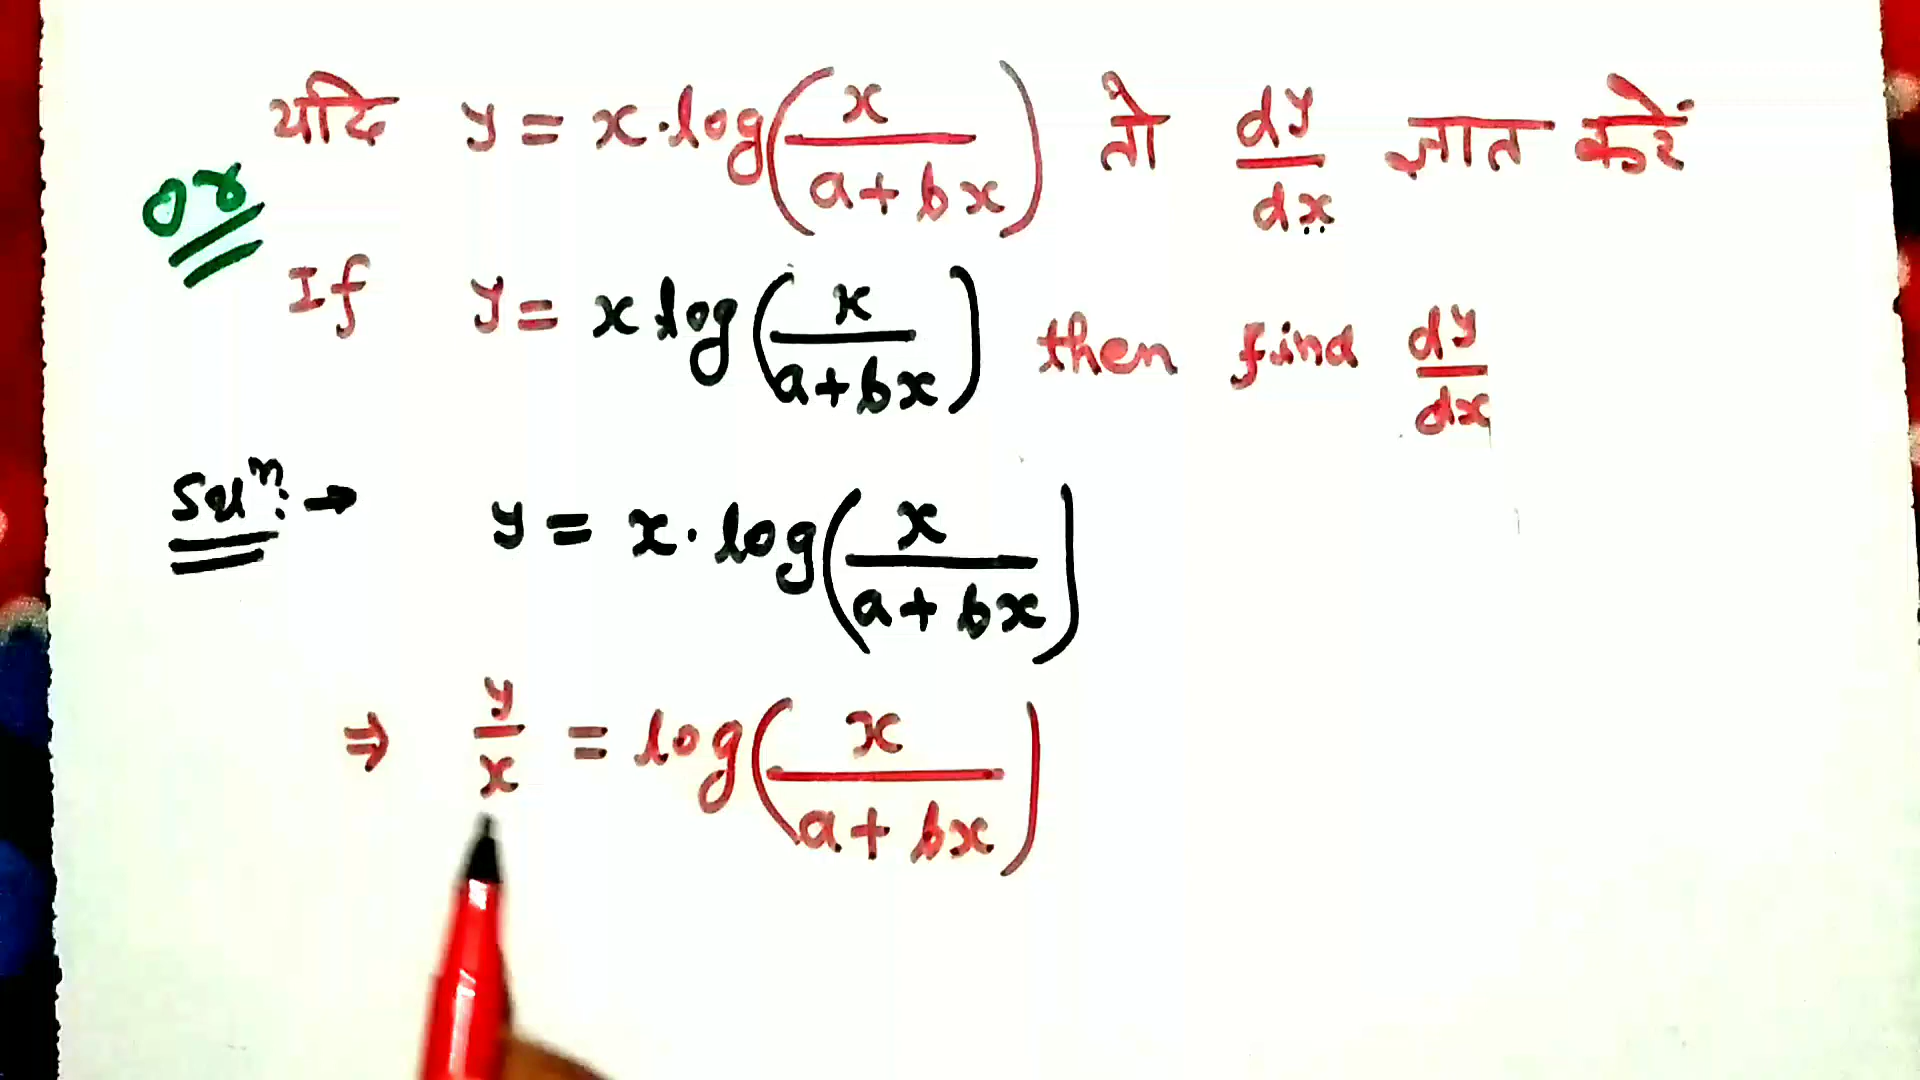 यदि y = x·log(x/(a+bx)) तो dy/dx ज्ञात करें
Or
If y = x log(x/(a+bx)) then find dy/dx
Solⁿ:→ y = x·log(x/(a+bx))
⇒ y/x = log(x/(a+bx))